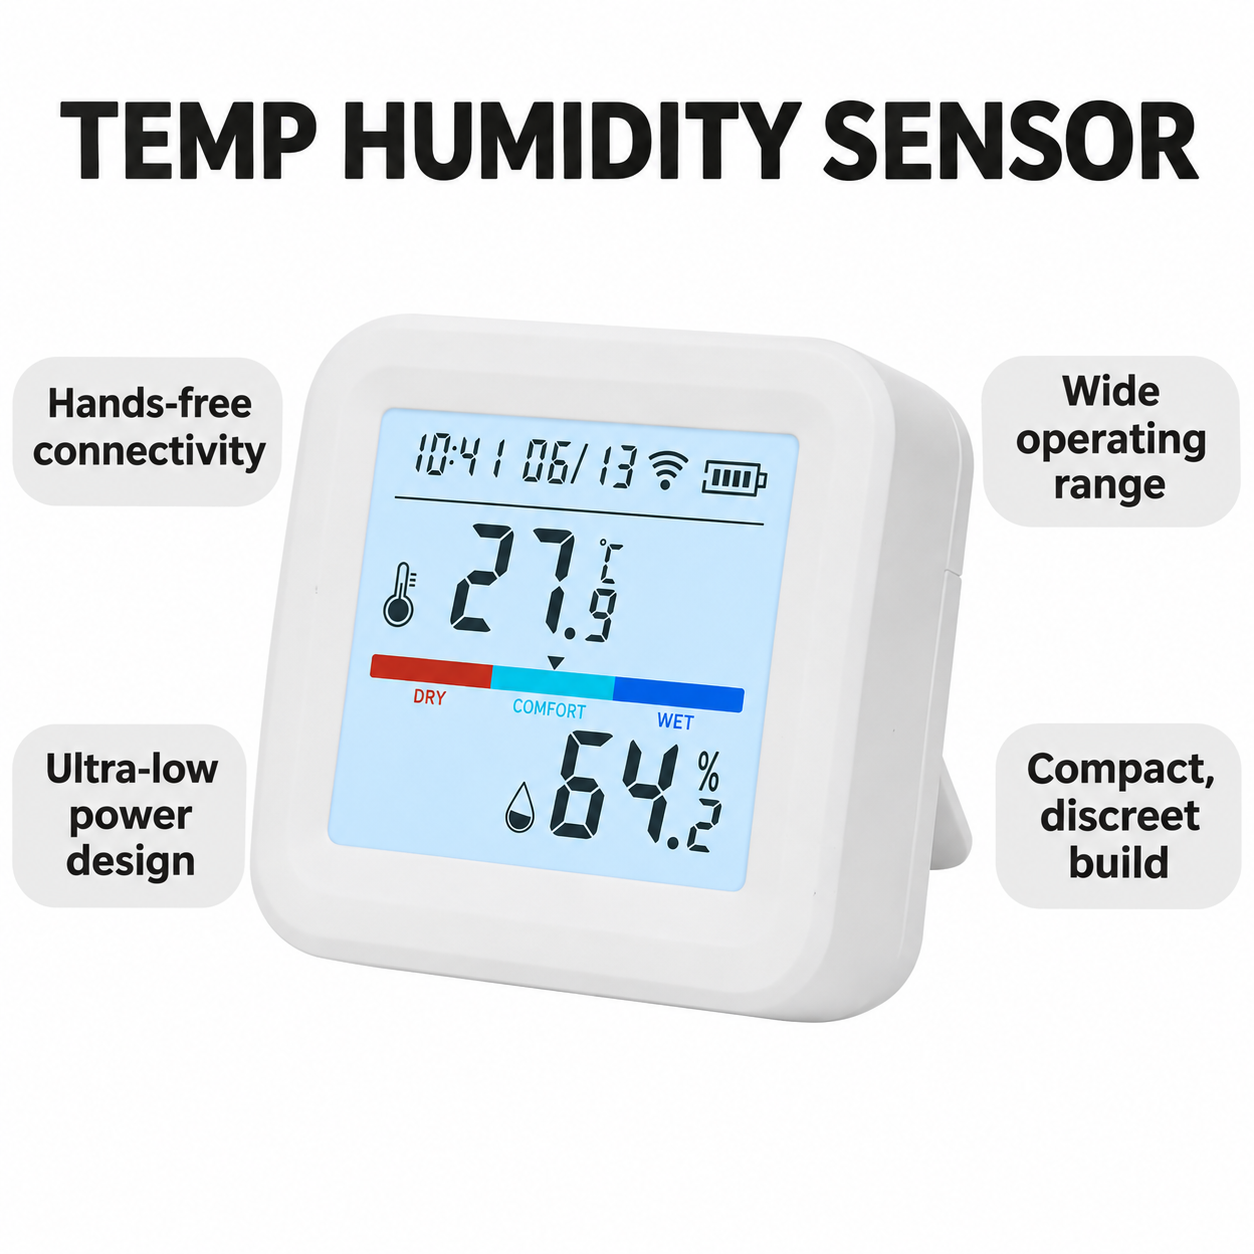 TEMP HUMIDITY SENSOR
Hands-free
connectivity
Wide
operating
range
10:41 06/13
27.9 °C
DRY
COMFORT
WET
64.2 %
Ultra-low
power
design
Compact,
discreet
build